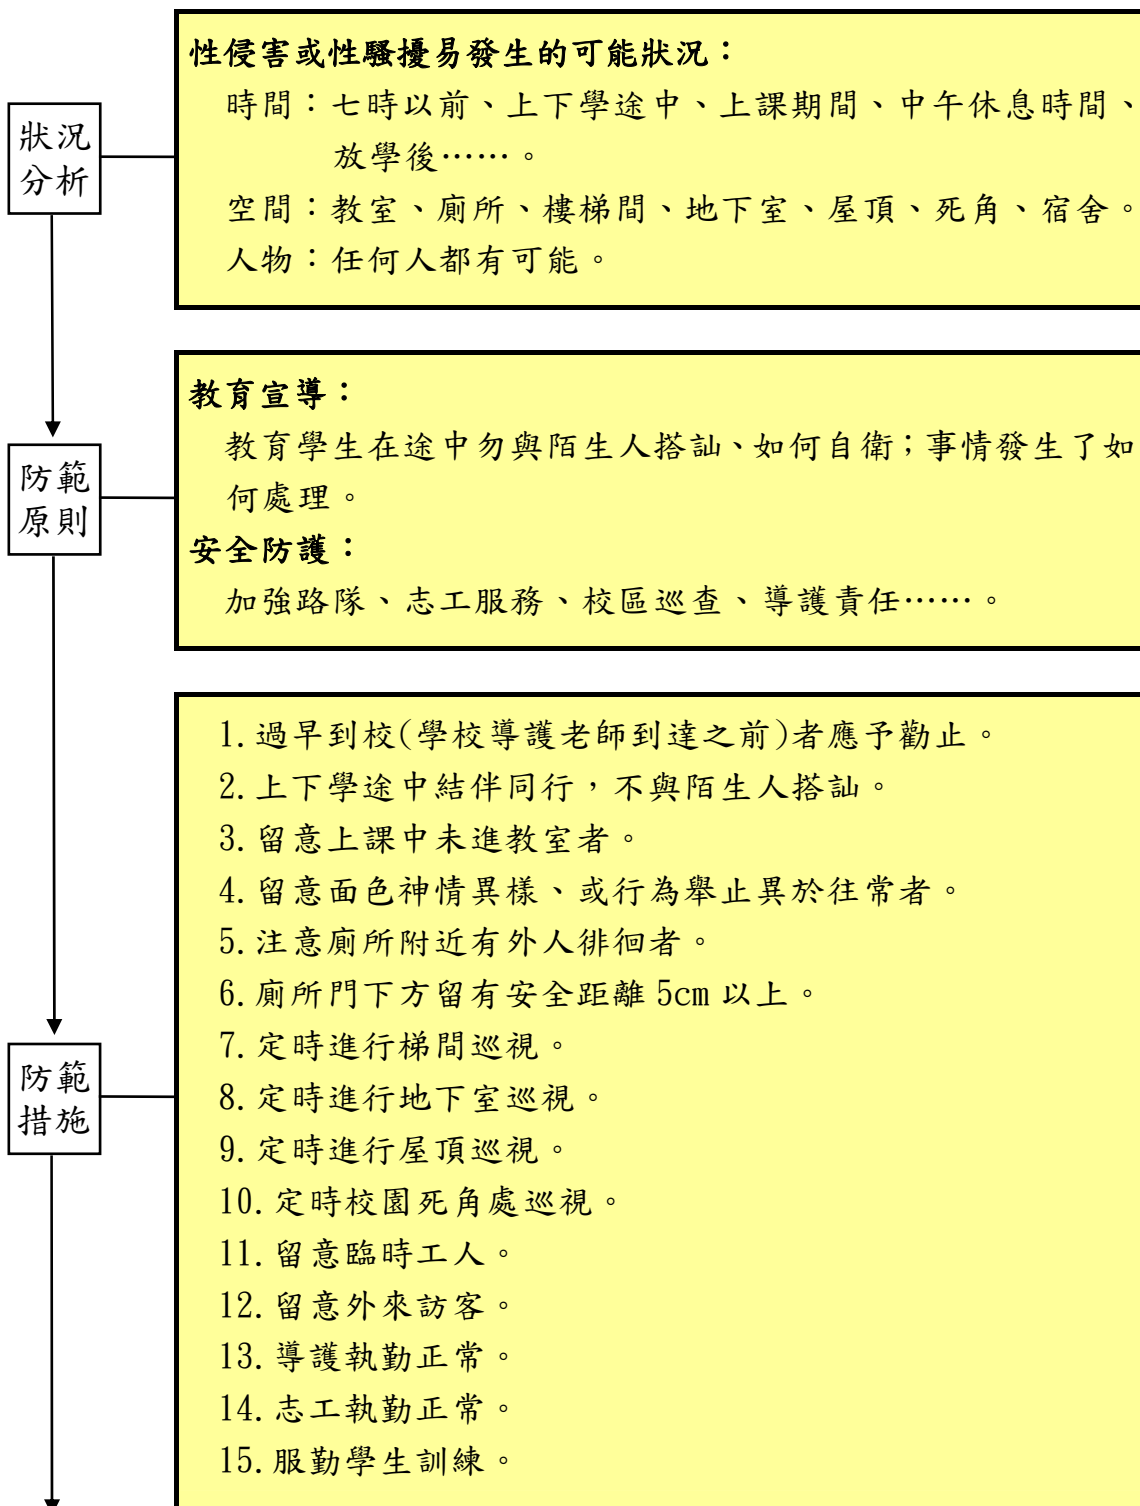 性侵害或性騷擾易發生的可能狀況：
時間：七時以前、上下學途中、上課期間、中午休息時間、
放學後……。
空間：教室、廁所、樓梯間、地下室、屋頂、死角、宿舍。
人物：任何人都有可能。
狀況
分析
教育宣導：
教育學生在途中勿與陌生人搭訕、如何自衛；事情發生了如
何處理。
安全防護：
加強路隊、志工服務、校區巡查、導護責任……。
防範
原則
1.過早到校(學校導護老師到達之前)者應予勸止。
2.上下學途中結伴同行，不與陌生人搭訕。
3.留意上課中未進教室者。
4.留意面色神情異樣、或行為舉止異於往常者。
5.注意廁所附近有外人徘徊者。
6.廁所門下方留有安全距離 5cm 以上。
7.定時進行梯間巡視。
8.定時進行地下室巡視。
9.定時進行屋頂巡視。
10.定時校園死角處巡視。
11.留意臨時工人。
12.留意外來訪客。
13.導護執勤正常。
14.志工執勤正常。
15.服勤學生訓練。
防範
措施